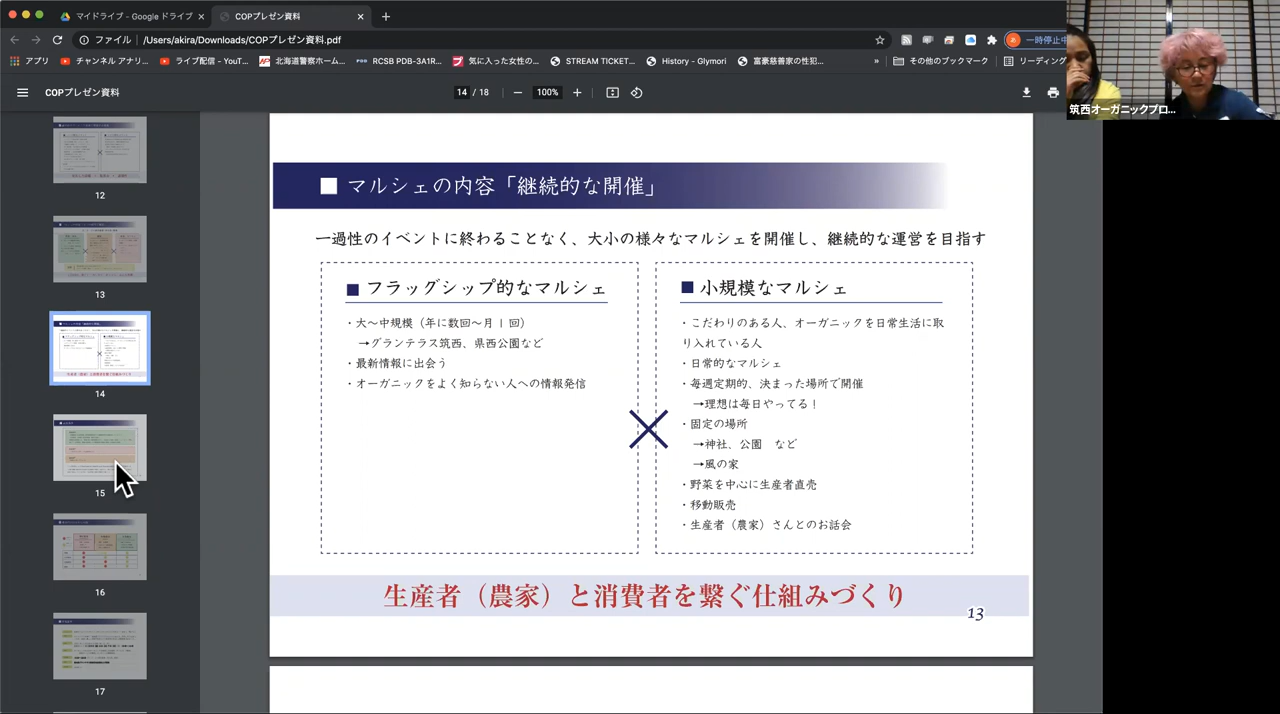 マイドライブ - Google ドライブ
COPプレゼン資料
ファイル
/Users/akira/Downloads/COPプレゼン資料.pdf
一時停止中
アプリ
チャンネル アナリ...
ライブ配信 - YouT...
北海道警察ホーム...
RCGB PDB-3A1R...
気に入った女性の...
STREAM TICKET...
History - Glymori
富豪慈善家の性犯...
»
その他のブックマーク
リーディング
筑西オーガニックプロ...
COPプレゼン資料
14 / 18
100%
12
13
14
15
16
17
■ マルシェの内容「継続的な開催」
一過性のイベントに終わることなく、大小の様々なマルシェを開催し、継続的な運営を目指す
■ フラッグシップ的なマルシェ
・大〜中規模（年に数回〜月１回）
→グランテラス筑西、県西公園など
・最新情報に出会う
・オーガニックをよく知らない人への情報発信
×
■ 小規模なマルシェ
・こだわりのある人、オーガニックを日常生活に取
り入れている人
・日常的なマルシェ
・毎週定期的、決まった場所で開催
→理想は毎日やってる！
・固定の場所
→神社、公園　など
→風の家
・野菜を中心に生産者直売
・移動販売
・生産者（農家）さんとのお話会
生産者（農家）と消費者を繋ぐ仕組みづくり
13